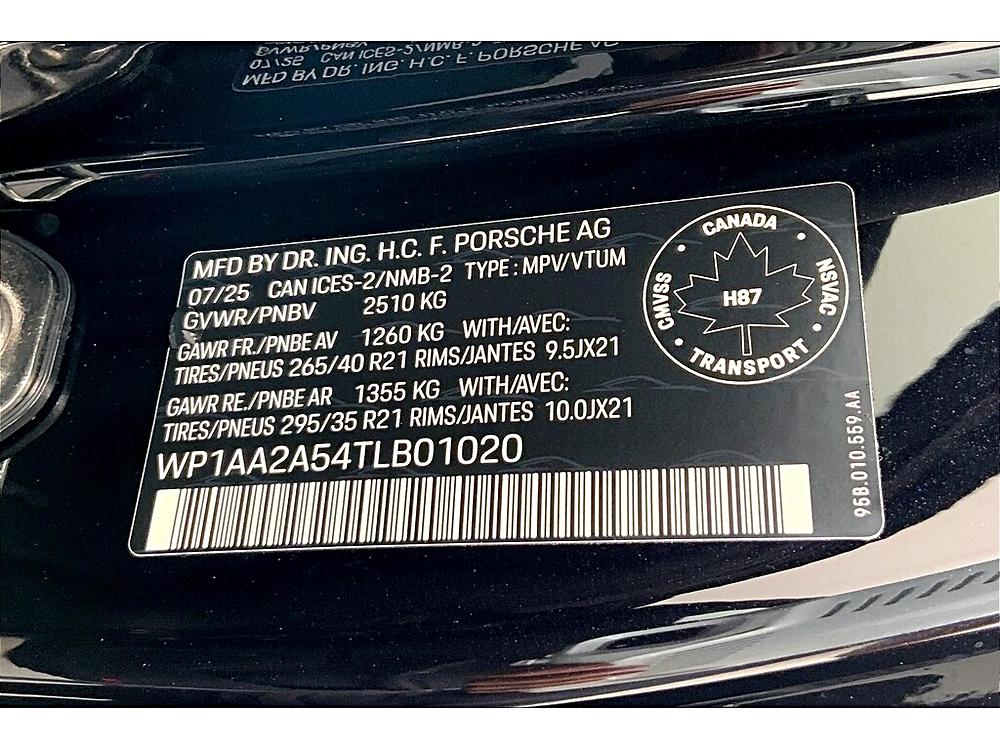 MFD BY DR. ING. H.C. F. PORSCHE AG
07/25 CAN ICES-2/NMB-2 TYPE : MPV/VTUM
GVWR/PNBV 2510 KG
GAWR FR./PNBE AV 1260 KG WITH/AVEC:
TIRES/PNEUS 265/40 R21 RIMS/JANTES 9.5JX21
GAWR RE./PNBE AR 1355 KG WITH/AVEC:
TIRES/PNEUS 295/35 R21 RIMS/JANTES 10.0JX21
WP1AA2A54TLB01020
CANADA
CMVSS
H87
NSVAC
TRANSPORT
95B.010.559.AA